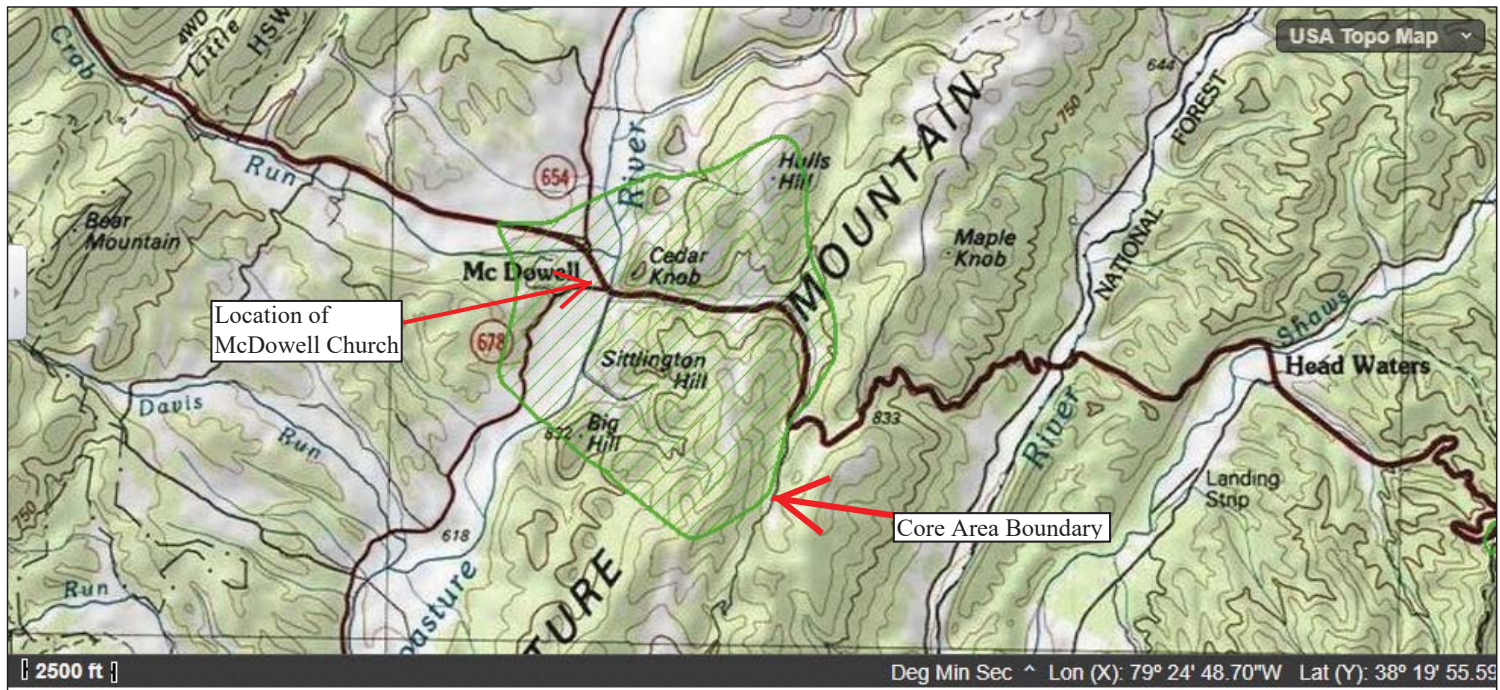 Crab
4WD
Little
HSW
USA Topo Map
644
750
FOREST
MOUNTAIN
River
Run
654
Hulls
Hill
Bear
Mountain
Maple
Knob
NATIONAL
Cedar
Knob
Mc Dowell
Location of
McDowell Church
678
Shaws
Sittlington
Hill
Head Waters
Davis
Run
Big
Hill
832
833
River
Landing
Strip
750
618
Core Area Boundary
Run
pasture
TURE
2500 ft
Deg Min Sec ^ Lon (X): 79º 24' 48.70"W Lat (Y): 38º 19' 55.59